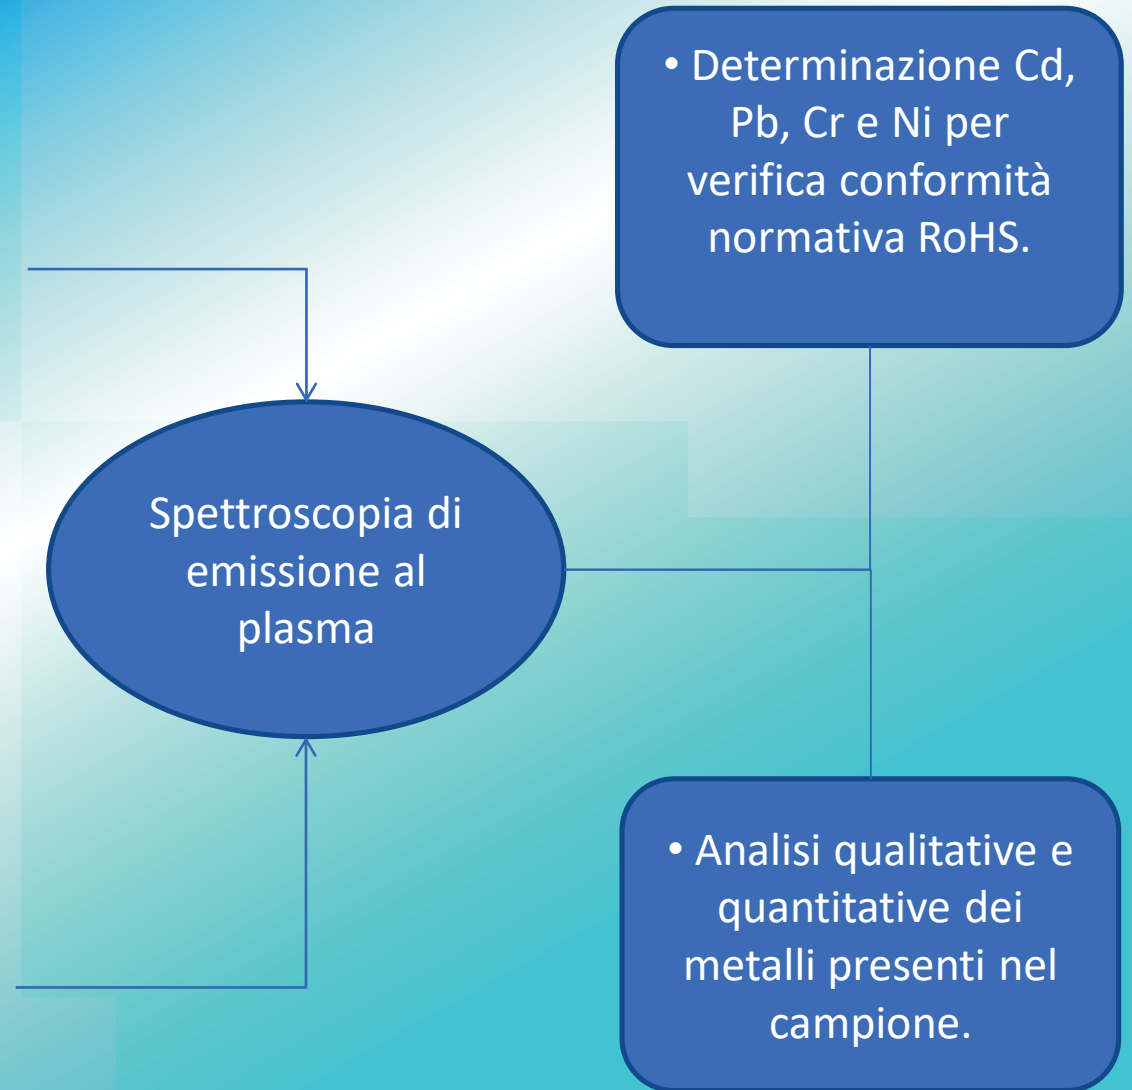 • Determinazione Cd,
Pb, Cr e Ni per
verifica conformità
normativa RoHS.
Spettroscopia di
emissione al
plasma
• Analisi qualitative e
quantitative dei
metalli presenti nel
campione.